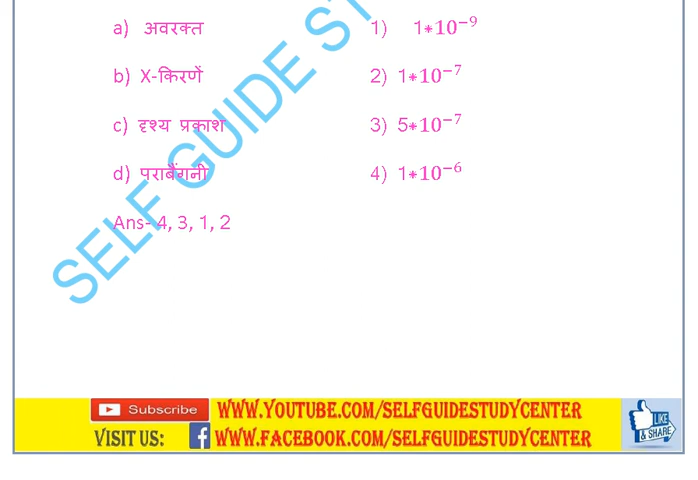 a) अवरक्त 1) 1*10⁻⁹
b) X-किरणें 2) 1*10⁻⁷
c) दृश्य प्रकाश 3) 5*10⁻⁷
d) पराबैंगनी 4) 1*10⁻⁶
Ans- 4, 3, 1, 2
SELF GUIDE ST
Subscribe WWW.YOUTUBE.COM/SELFGUIDESTUDYCENTER
VISIT US: f WWW.FACEBOOK.COM/SELFGUIDESTUDYCENTER
LIKE
& SHARE